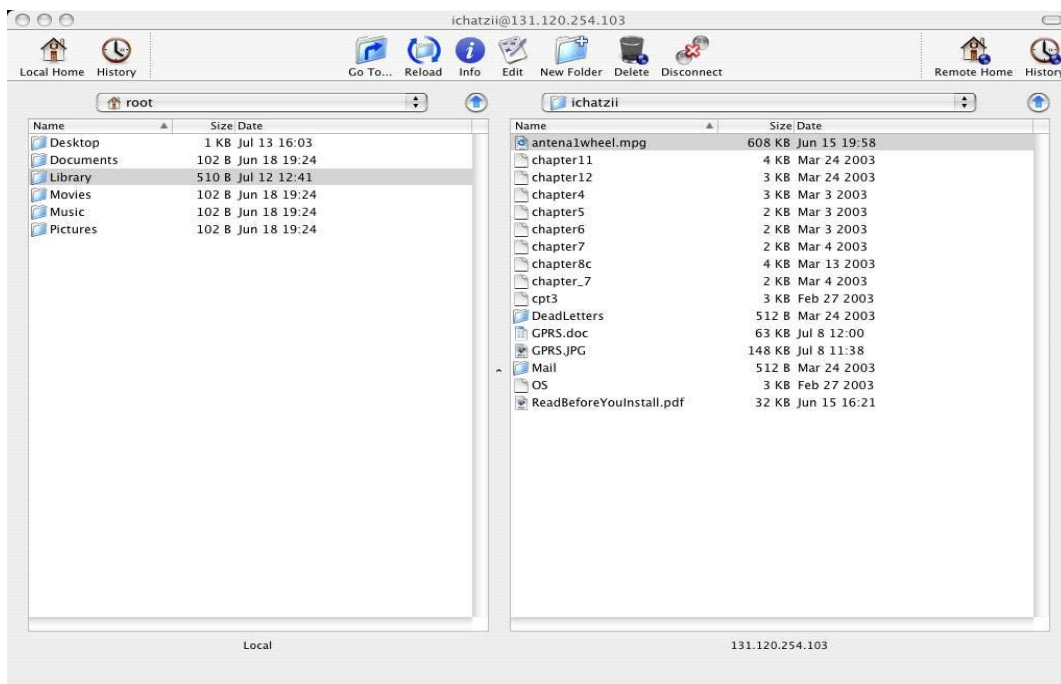 ichatzii@131.120.254.103
Local Home History Go To... Reload Info Edit New Folder Delete Disconnect Remote Home History
root
ichatzii
Name Size Date
Desktop 1 KB Jul 13 16:03
Documents 102 B Jun 18 19:24
Library 510 B Jul 12 12:41
Movies 102 B Jun 18 19:24
Music 102 B Jun 18 19:24
Pictures 102 B Jun 18 19:24
Local
Name Size Date
antena1wheel.mpg 608 KB Jun 15 19:58
chapter11 4 KB Mar 24 2003
chapter12 3 KB Mar 24 2003
chapter4 3 KB Mar 3 2003
chapter5 2 KB Mar 3 2003
chapter6 2 KB Mar 3 2003
chapter7 2 KB Mar 4 2003
chapter8c 4 KB Mar 13 2003
chapter_7 2 KB Mar 4 2003
cpt3 3 KB Feb 27 2003
DeadLetters 512 B Mar 24 2003
GPRS.doc 63 KB Jul 8 12:00
GPRS.JPG 148 KB Jul 8 11:38
Mail 512 B Mar 24 2003
OS 3 KB Feb 27 2003
ReadBeforeYouInstall.pdf 32 KB Jun 15 16:21
131.120.254.103